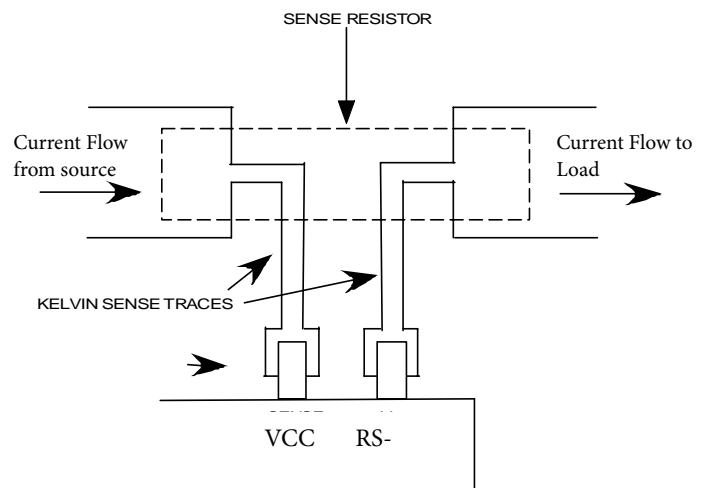 SENSE RESISTOR
Current Flow
from source
Current Flow to
Load
KELVIN SENSE TRACES
VCC RS-